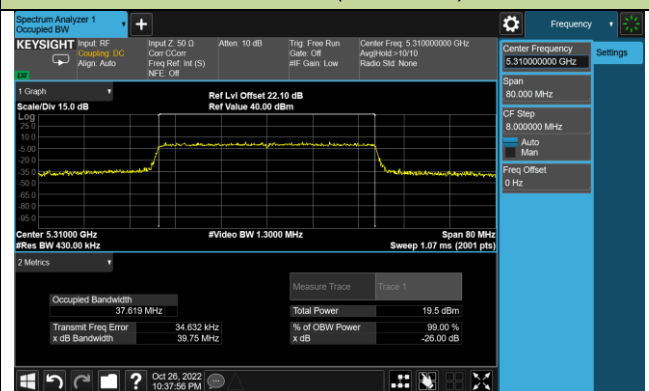 Spectrum Analyzer 1
Occupied BW
Frequency
KEYSIGHT
Input: RF
Coupling: DC
Align: Auto
Input Z: 50 Ω
Corr CCorr
Freq Ref: Int (S)
NFE: Off
Atten: 10 dB
Trig: Free Run
Gate: Off
#IF Gain: Low
Center Freq: 5.310000000 GHz
Avg|Hold:>10/10
Radio Std: None
LXI
Center Frequency
5.310000000 GHz
Settings
Span
80.000 MHz
CF Step
8.000000 MHz
Auto
Man
Freq Offset
0 Hz
1 Graph
Scale/Div 15.0 dB
Ref Lvl Offset 22.10 dB
Ref Value 40.00 dBm
Log
25.0
10.0
-5.00
-20.0
-35.0
-50.0
-65.0
-80.0
-95.0
Center 5.31000 GHz
#Res BW 430.00 kHz
#Video BW 1.3000 MHz
Span 80 MHz
Sweep 1.07 ms (2001 pts)
2 Metrics
Measure Trace
Trace 1
Occupied Bandwidth
37.619 MHz
Total Power
19.5 dBm
Transmit Freq Error
34.632 kHz
% of OBW Power
99.00 %
x dB Bandwidth
39.75 MHz
x dB
-26.00 dB
Oct 26, 2022
10:37:56 PM